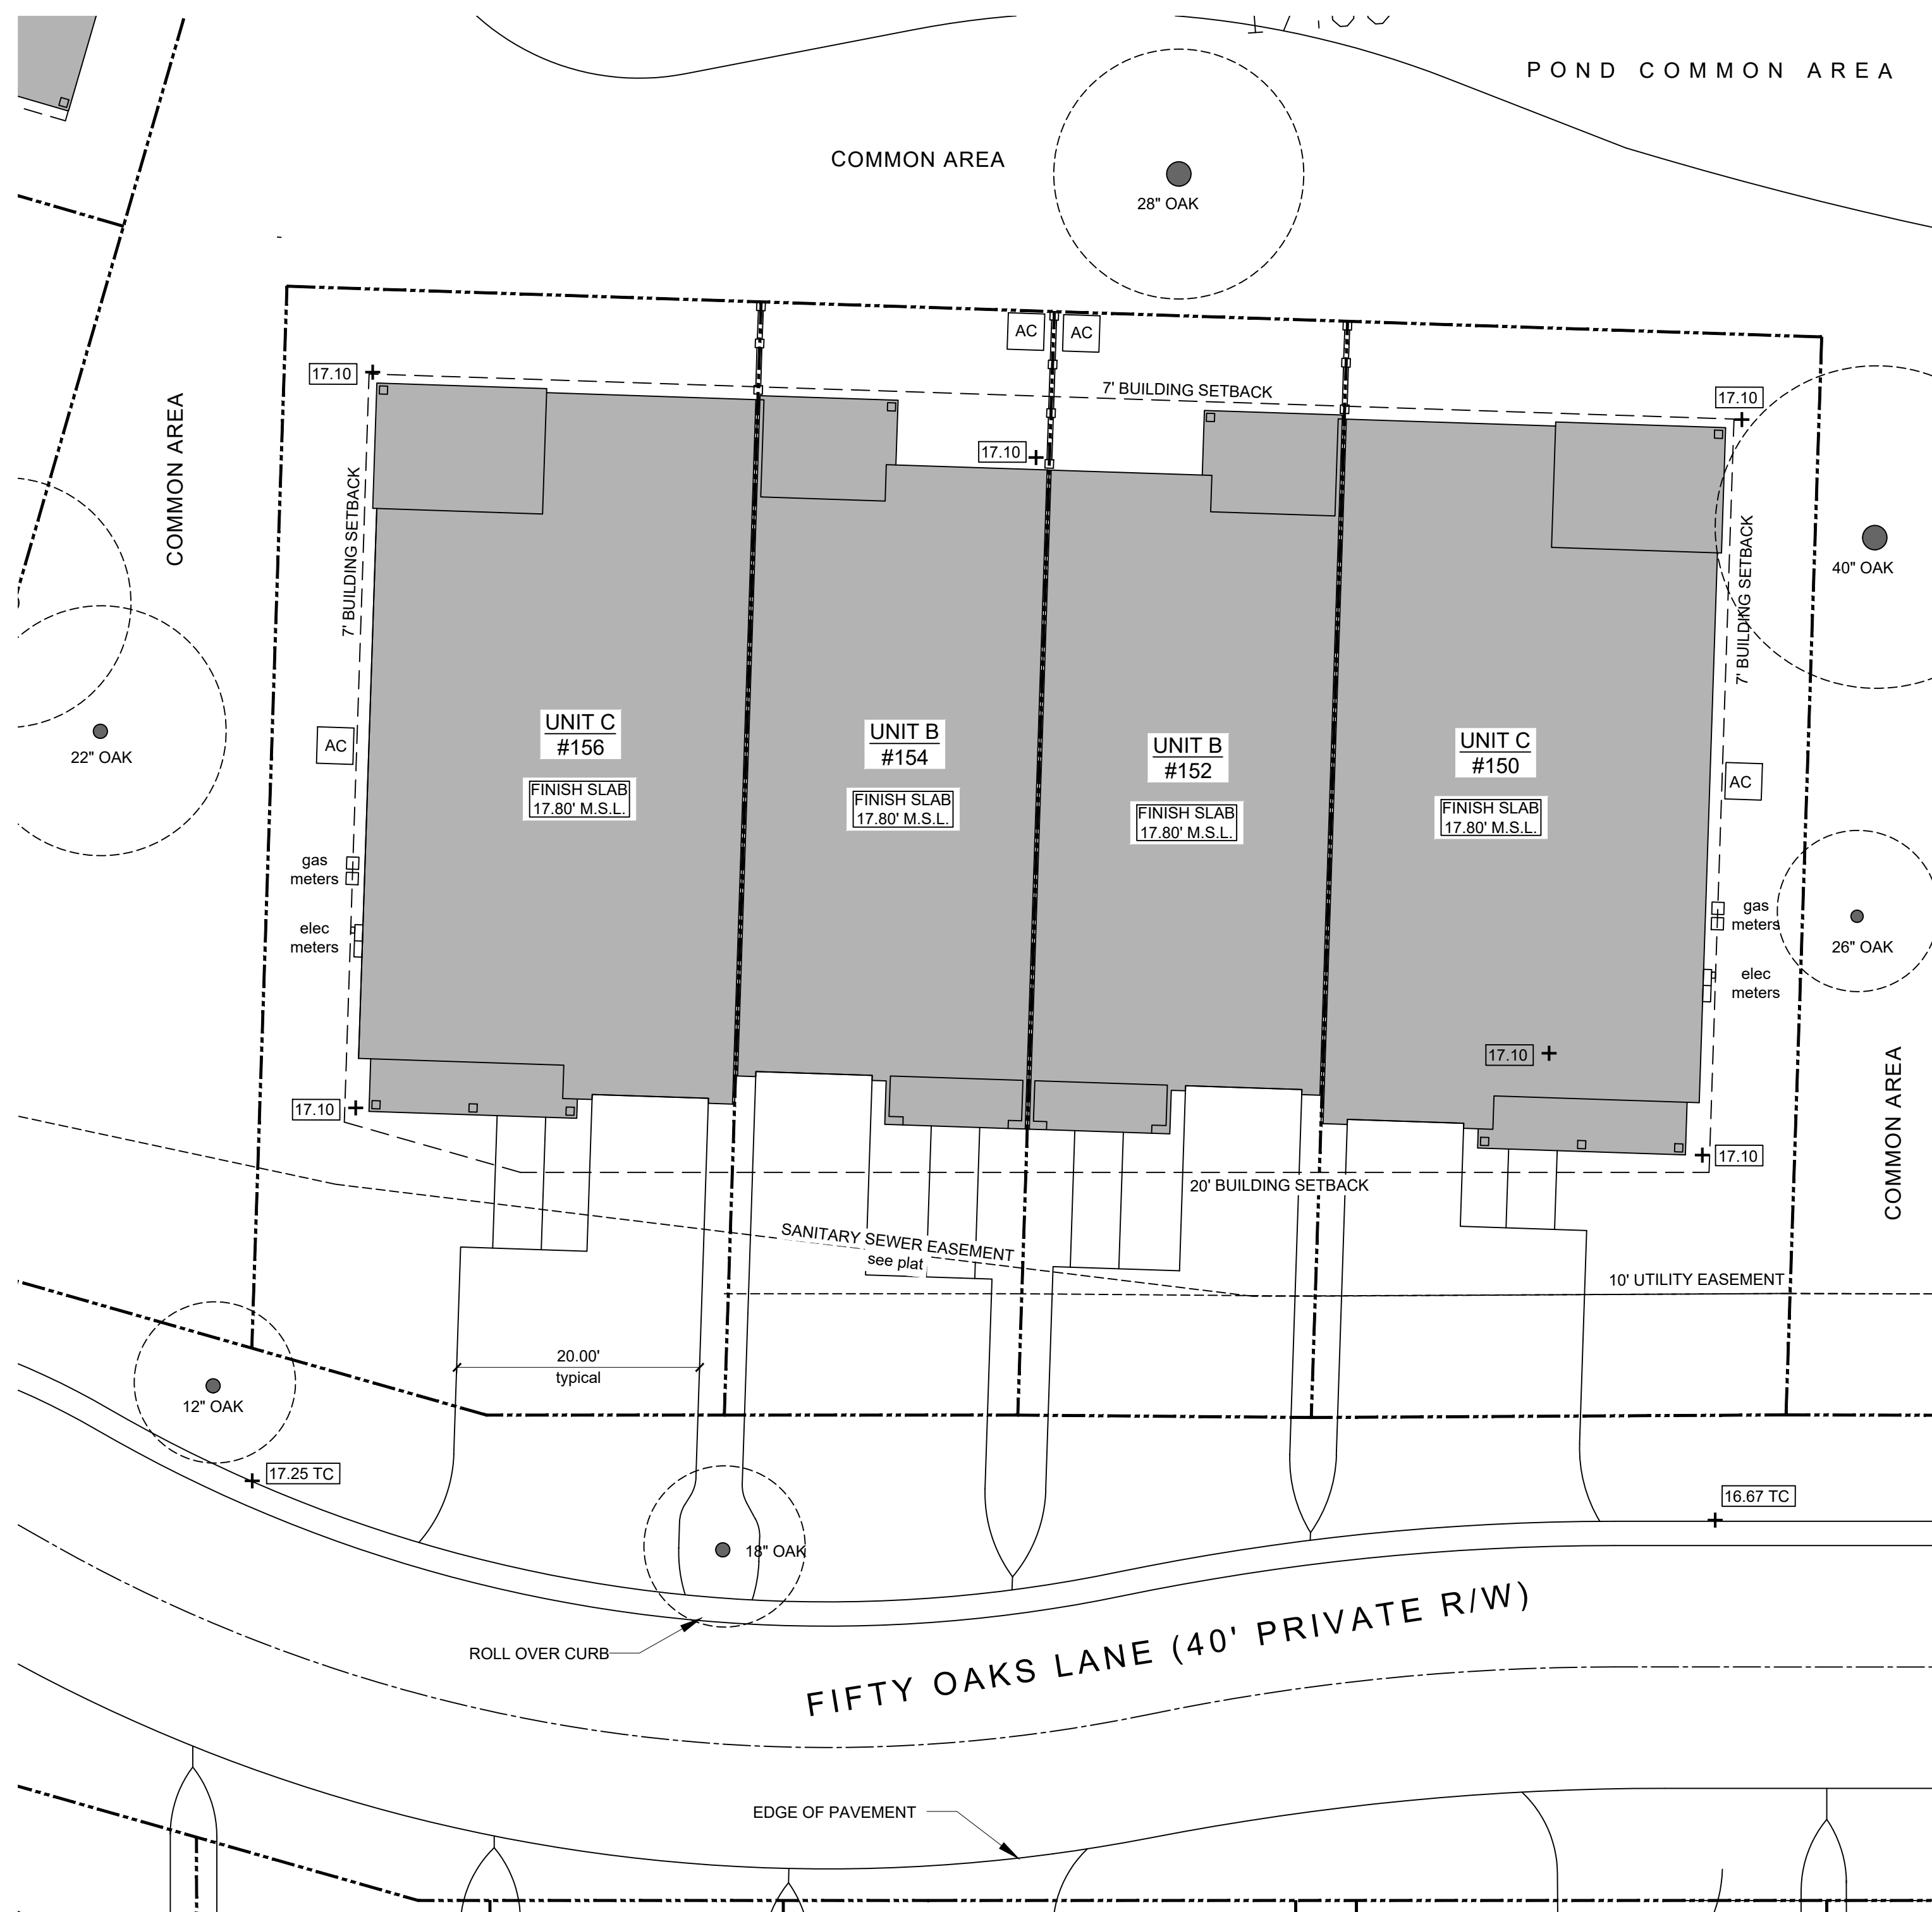 POND COMMON AREA
COMMON AREA
28" OAK
AC
AC
17.10
7' BUILDING SETBACK
17.10
17.10
COMMON AREA
7' BUILDING SETBACK
7' BUILDING SETBACK
40" OAK
22" OAK
AC
UNIT C
#156
FINISH SLAB
17.80' M.S.L.
UNIT B
#154
FINISH SLAB
17.80' M.S.L.
UNIT B
#152
FINISH SLAB
17.80' M.S.L.
UNIT C
#150
FINISH SLAB
17.80' M.S.L.
AC
gas
meters
elec
meters
gas
meters
elec
meters
26" OAK
17.10
17.10
17.10
COMMON AREA
20' BUILDING SETBACK
SANITARY SEWER EASEMENT
see plat
10' UTILITY EASEMENT
20.00'
typical
12" OAK
17.25 TC
16.67 TC
18" OAK
ROLL OVER CURB
FIFTY OAKS LANE (40' PRIVATE R/W)
EDGE OF PAVEMENT